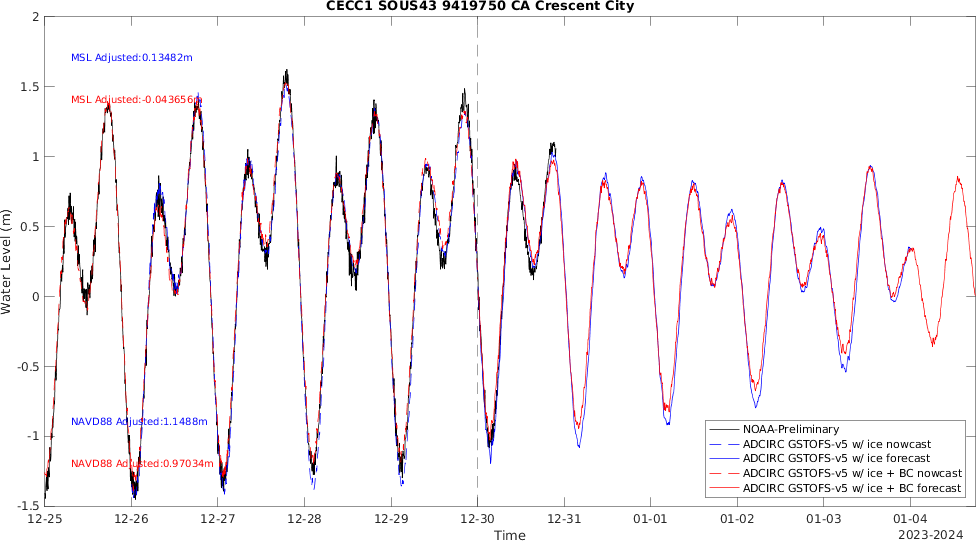 CECC1 SOUS43 9419750 CA Crescent City
2
1.5
1
0.5
0
-0.5
-1
-1.5
Water Level (m)
MSL Adjusted:0.13482m
MSL Adjusted:-0.043656m
NAVD88 Adjusted:1.1488m
NAVD88 Adjusted:0.97034m
NOAA-Preliminary
ADCIRC GSTOFS-v5 w/ ice nowcast
ADCIRC GSTOFS-v5 w/ ice forecast
ADCIRC GSTOFS-v5 w/ ice + BC nowcast
ADCIRC GSTOFS-v5 w/ ice + BC forecast
12-25 12-26 12-27 12-28 12-29 12-30 12-31 01-01 01-02 01-03 01-04
Time
2023-2024